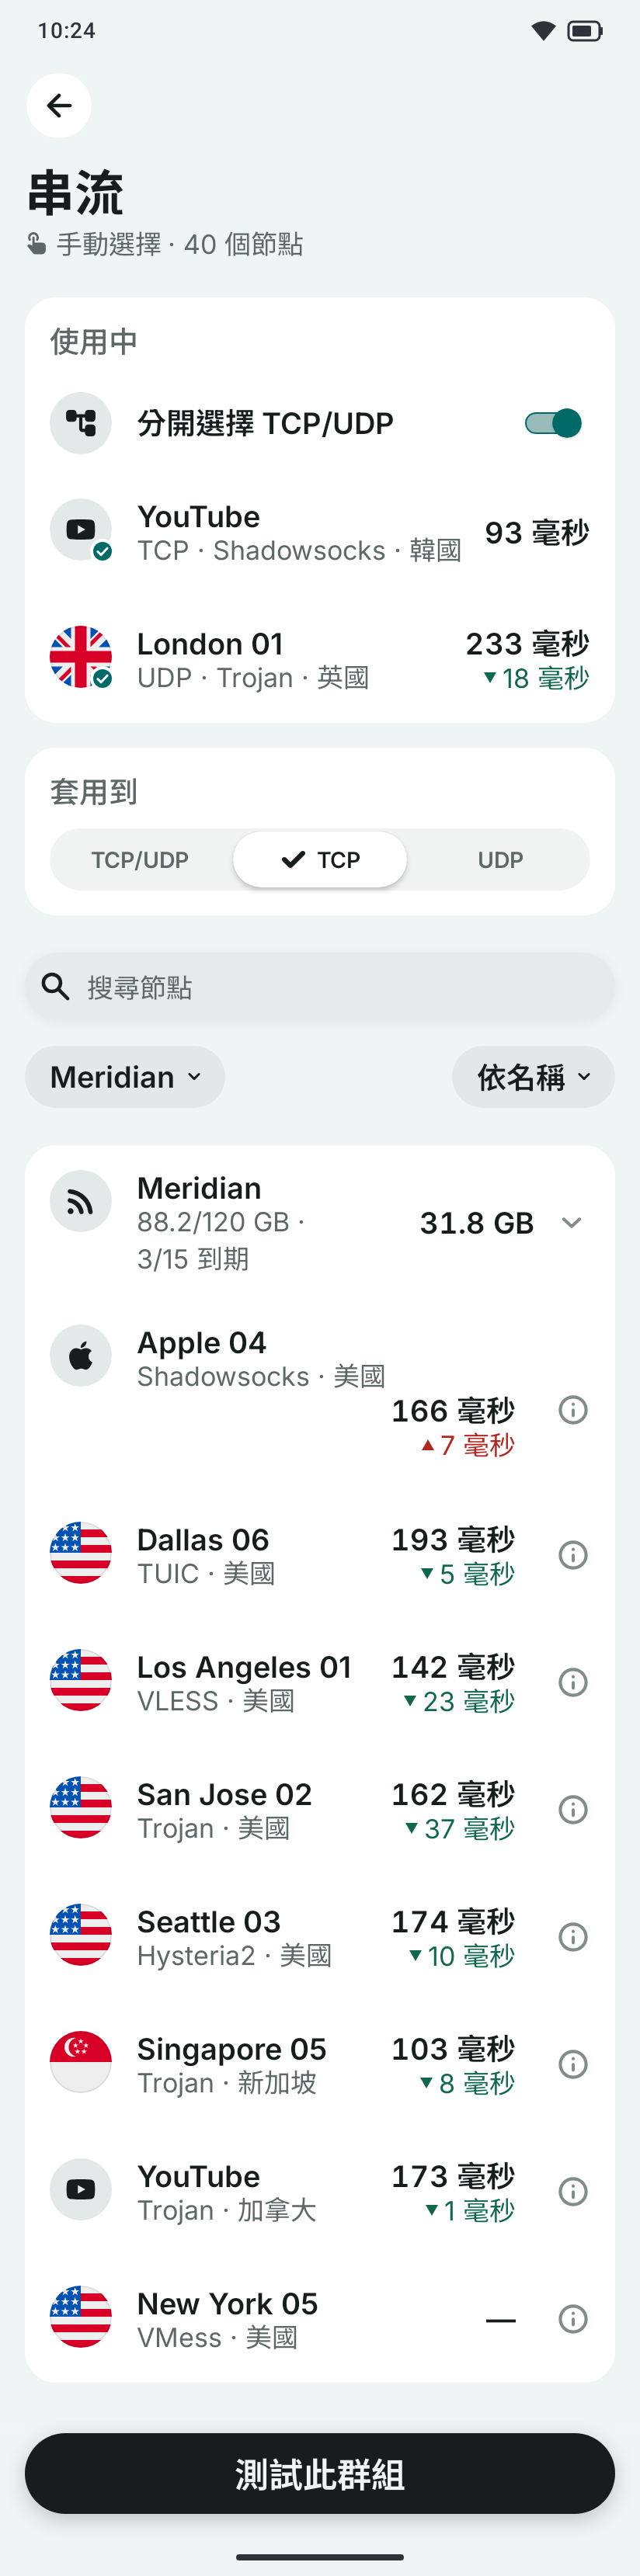 10:24
串流
手動選擇 · 40 個節點
使用中
分開選擇 TCP/UDP
YouTube
TCP · Shadowsocks · 韓國
93 毫秒
London 01
UDP · Trojan · 英國
233 毫秒
▼18 毫秒
套用到
TCP/UDP
TCP
UDP
搜尋節點
Meridian
依名稱
Meridian
88.2/120 GB ·
3/15 到期
31.8 GB
Apple 04
Shadowsocks · 美國
166 毫秒
▲7 毫秒
Dallas 06
TUIC · 美國
193 毫秒
▼5 毫秒
Los Angeles 01
VLESS · 美國
142 毫秒
▼23 毫秒
San Jose 02
Trojan · 美國
162 毫秒
▼37 毫秒
Seattle 03
Hysteria2 · 美國
174 毫秒
▼10 毫秒
Singapore 05
Trojan · 新加坡
103 毫秒
▼8 毫秒
YouTube
Trojan · 加拿大
173 毫秒
▼1 毫秒
New York 05
VMess · 美國
—
測試此群組